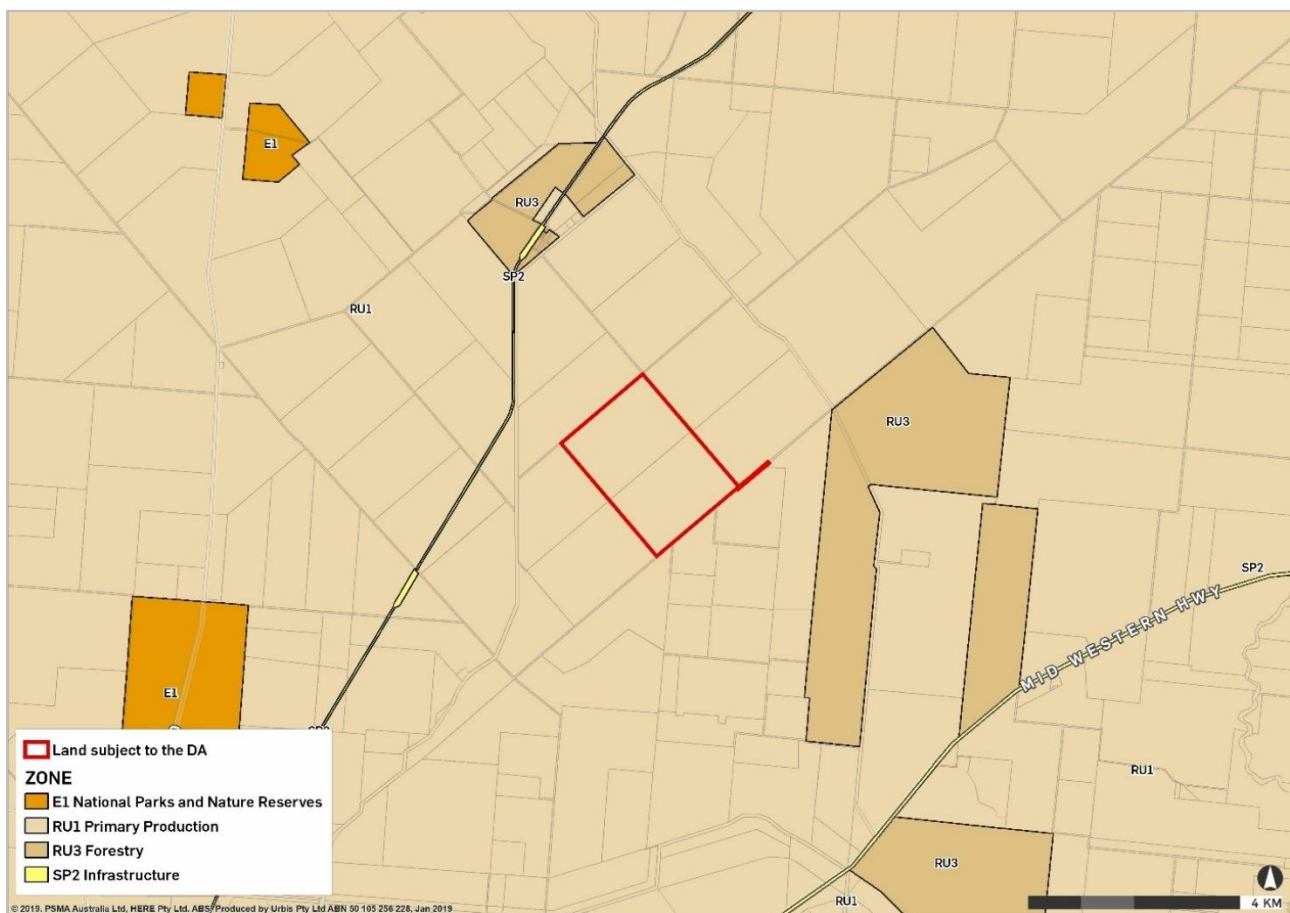 E1
RU3
SP2
RU1
RU3
SP2
MID WESTERN HWY
E1
RU1
RU3
RU1
Land subject to the DA
ZONE
E1 National Parks and Nature Reserves
RU1 Primary Production
RU3 Forestry
SP2 Infrastructure
4 KM
© 2019. PSMA Australia Ltd, HERE Pty Ltd. ABS. Produced by Urbis Pty Ltd ABN 50 105 256 228, Jan 2019